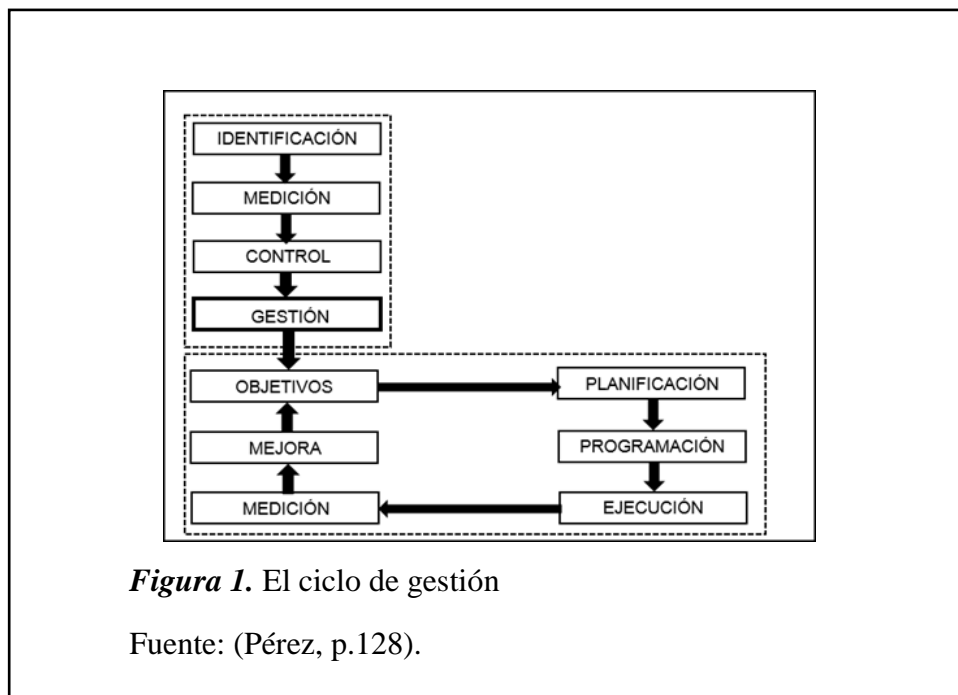 IDENTIFICACIÓN
MEDICIÓN
CONTROL
GESTIÓN
OBJETIVOS
PLANIFICACIÓN
MEJORA
PROGRAMACIÓN
MEDICIÓN
EJECUCIÓN
Figura 1. El ciclo de gestión
Fuente: (Pérez, p.128).